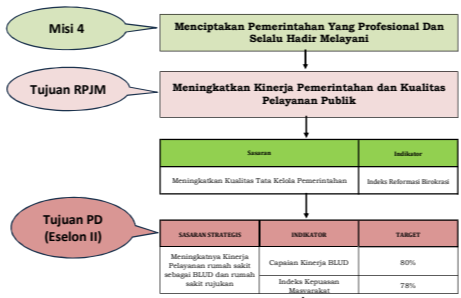 Misi 4
Menciptakan Pemerintahan Yang Profesional Dan
Selalu Hadir Melayani
Tujuan RPJM
Meningkatkan Kinerja Pemerintahan dan Kualitas
Pelayanan Publik
Sasaran
Indikator
Meningkatkan Kualitas Tata Kelola Pemerintahan
Indeks Reformasi Birokrasi
Tujuan PD
(Eselon II)
SASARAN STRATEGIS
INDIKATOR
TARGET
Meningkatnya Kinerja
Pelayanan rumah sakit
sebagai BLUD dan rumah
sakit rujukan
Capaian Kinerja BLUD
80%
Indeks Kepuasan
Masyarakat
78%